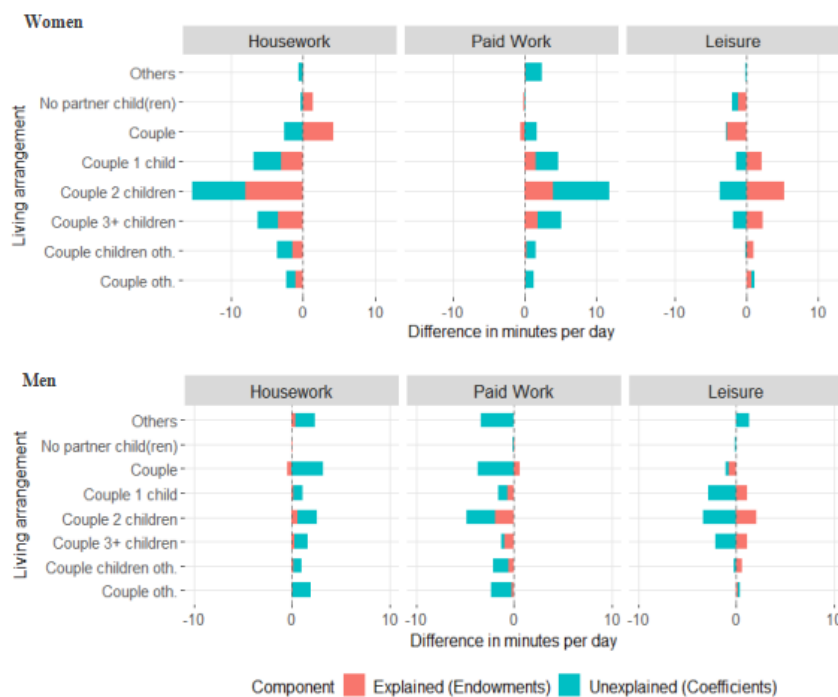 Women
Housework Paid Work Leisure
Living arrangement
Others
No partner child(ren)
Couple
Couple 1 child
Couple 2 children
Couple 3+ children
Couple children oth.
Couple oth.
-10 0 10 -10 0 10 -10 0 10
Difference in minutes per day
Men
Housework Paid Work Leisure
Living arrangement
Others
No partner child(ren)
Couple
Couple 1 child
Couple 2 children
Couple 3+ children
Couple children oth.
Couple oth.
-10 0 10 -10 0 10 -10 0 10
Difference in minutes per day
Component Explained (Endowments) Unexplained (Coefficients)